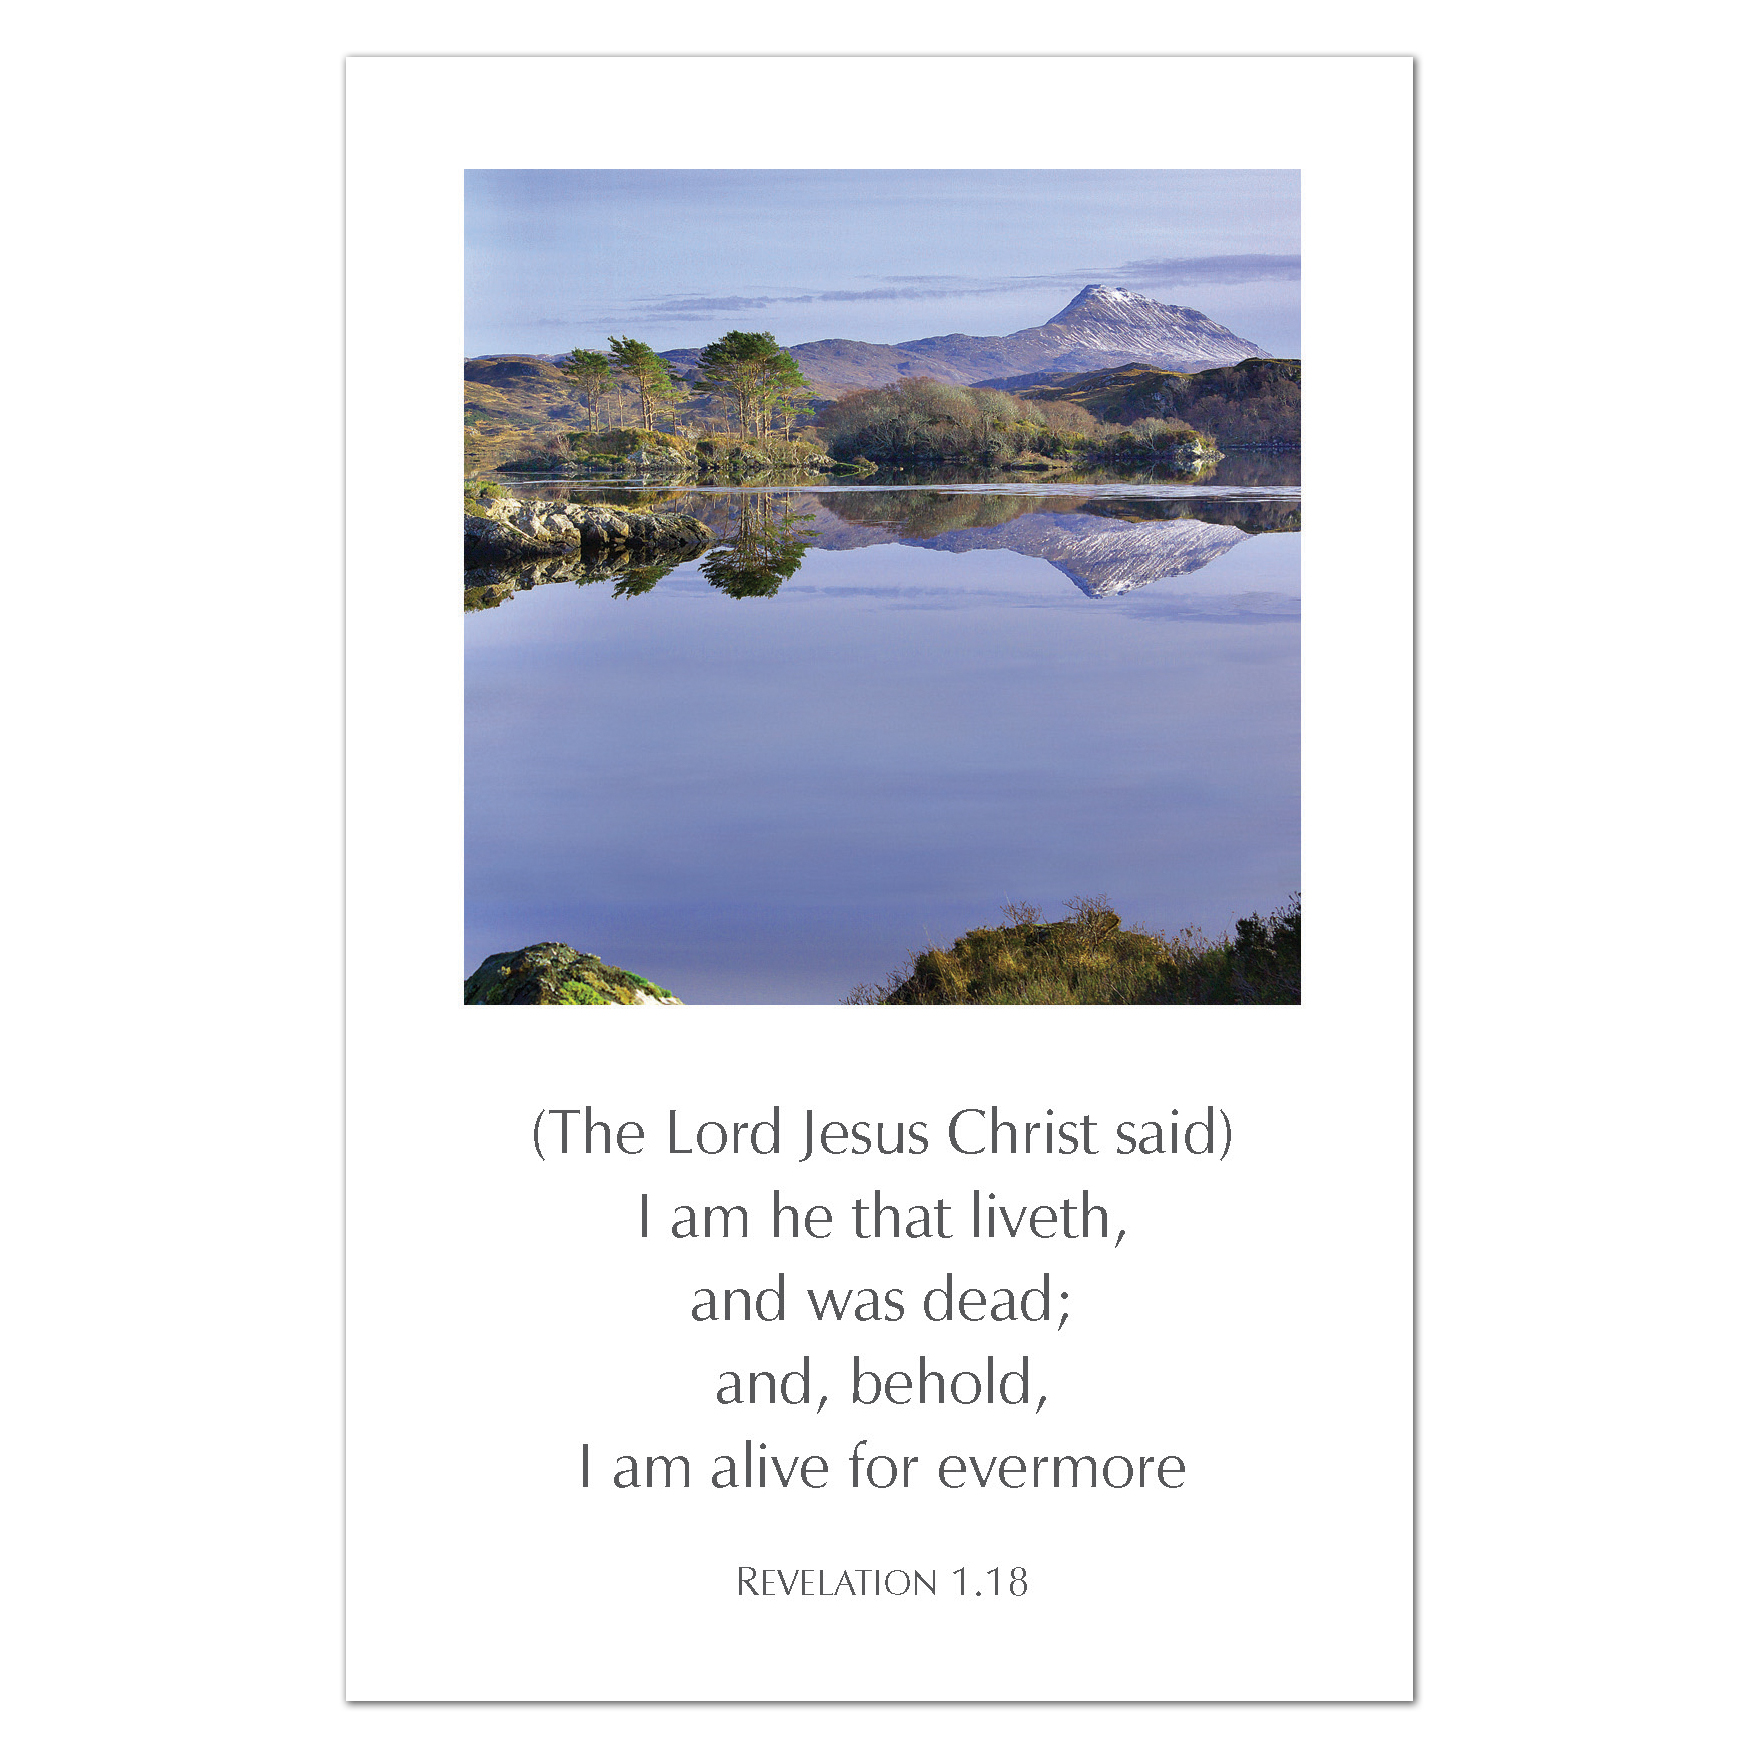 (The Lord Jesus Christ said)
I am he that liveth,
and was dead;
and, behold,
I am alive for evermore
Revelation 1.18